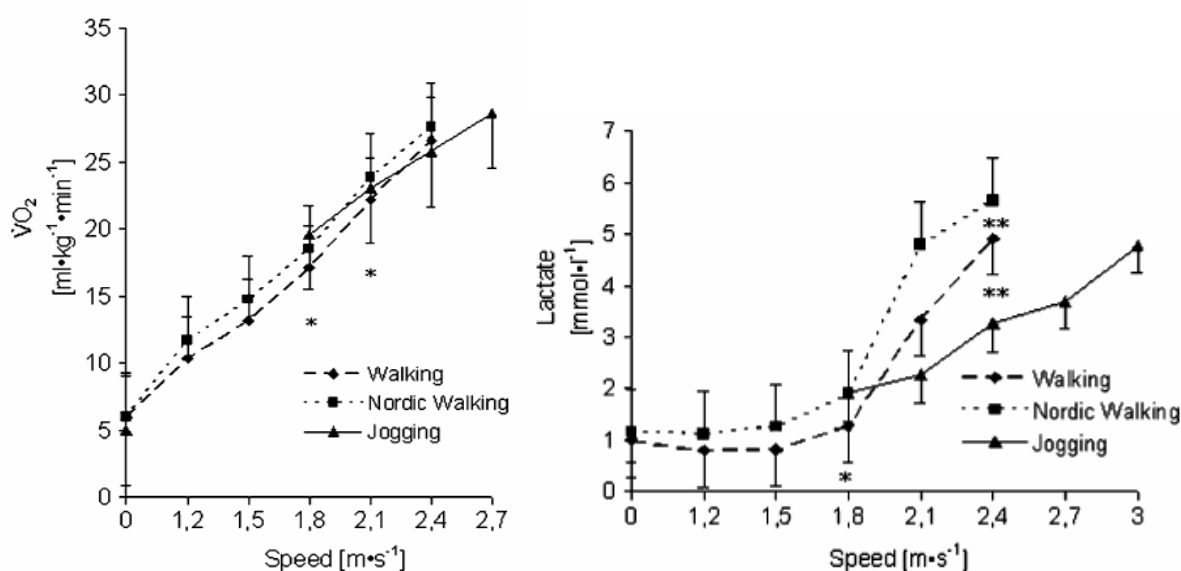 35
30
25
20
15
10
5
0
V̇O₂
[ml•kg⁻¹•min⁻¹]
*
*
Walking
Nordic Walking
Jogging
0 1,2 1,5 1,8 2,1 2,4 2,7
Speed [m•s⁻¹]
7
6
5
4
3
2
1
0
Lactate
[mmol•l⁻¹]
**
**
*
Walking
Nordic Walking
Jogging
0 1,2 1,5 1,8 2,1 2,4 2,7 3
Speed [m•s⁻¹]